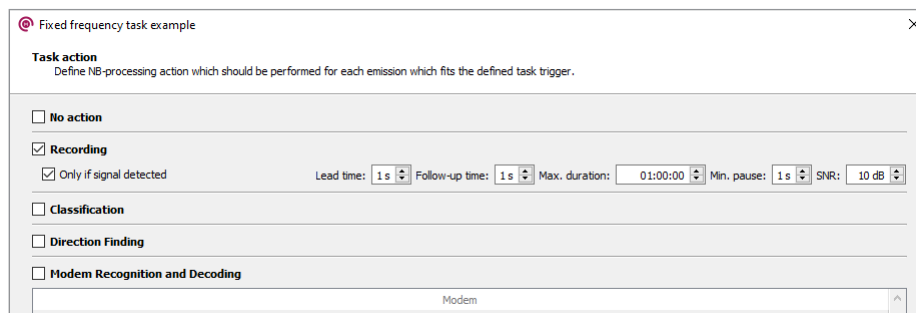 Fixed frequency task example
Task action
Define NB-processing action which should be performed for each emission which fits the defined task trigger.
No action
Recording
Only if signal detected Lead time: 1 s Follow-up time: 1 s Max. duration: 01:00:00 Min. pause: 1 s SNR: 10 dB
Classification
Direction Finding
Modem Recognition and Decoding
Modem